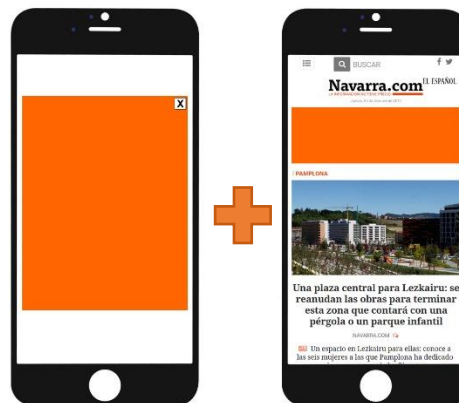 X
BUSCAR
Navarra.com
EL ESPAÑOL
PAMPLONA
Una plaza central para Lezkairu: se
reanudan las obras para terminar
esta zona que contará con una
pérgola o un parque infantil
NAVARRA.COM
Un espacio en Lezkairu para ellas: conoce a
las seis mujeres a las que Pamplona ha dedicado